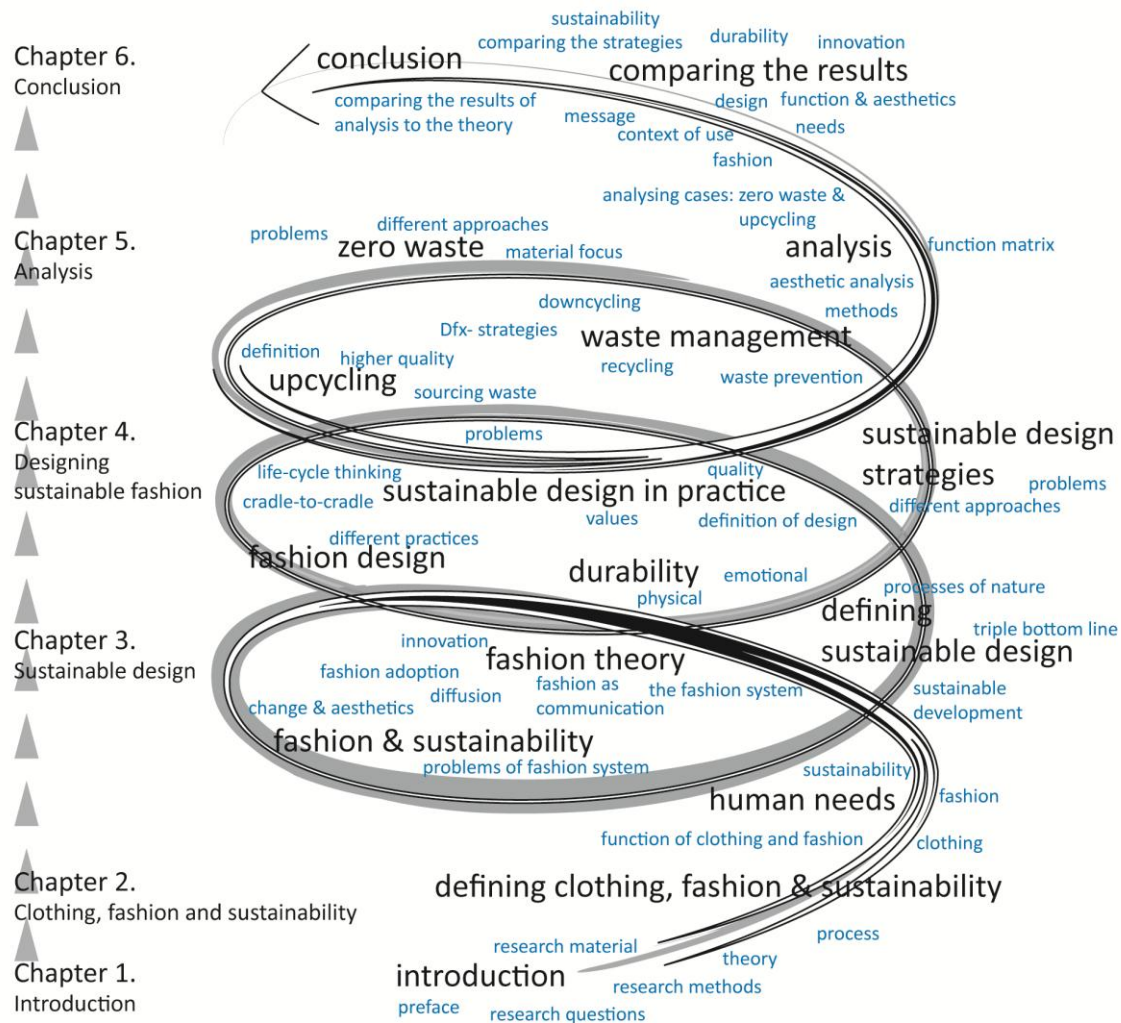 sustainability
comparing the strategies
durability
innovation
Chapter 6.
Conclusion
conclusion
comparing the results
comparing the results of
analysis to the theory
message
design
function & aesthetics
needs
context of use
fashion
analysing cases: zero waste &
upcycling
Chapter 5.
Analysis
problems
different approaches
zero waste
material focus
analysis
function matrix
aesthetic analysis
methods
downcycling
Dfx- strategies
waste management
definition
higher quality
recycling
waste prevention
upcycling
sourcing waste
Chapter 4.
Designing
sustainable fashion
problems
sustainable design
strategies
problems
different approaches
life-cycle thinking
quality
cradle-to-cradle
sustainable design in practice
values
definition of design
different practices
fashion design
durability
emotional
physical
processes of nature
defining
triple bottom line
sustainable design
Chapter 3.
Sustainable design
innovation
fashion theory
fashion adoption
diffusion
fashion as
communication
the fashion system
sustainable
development
change & aesthetics
fashion & sustainability
problems of fashion system
sustainability
human needs
fashion
function of clothing and fashion
clothing
Chapter 2.
Clothing, fashion and sustainability
defining clothing, fashion & sustainability
process
research material
theory
Chapter 1.
Introduction
introduction
research methods
preface
research questions